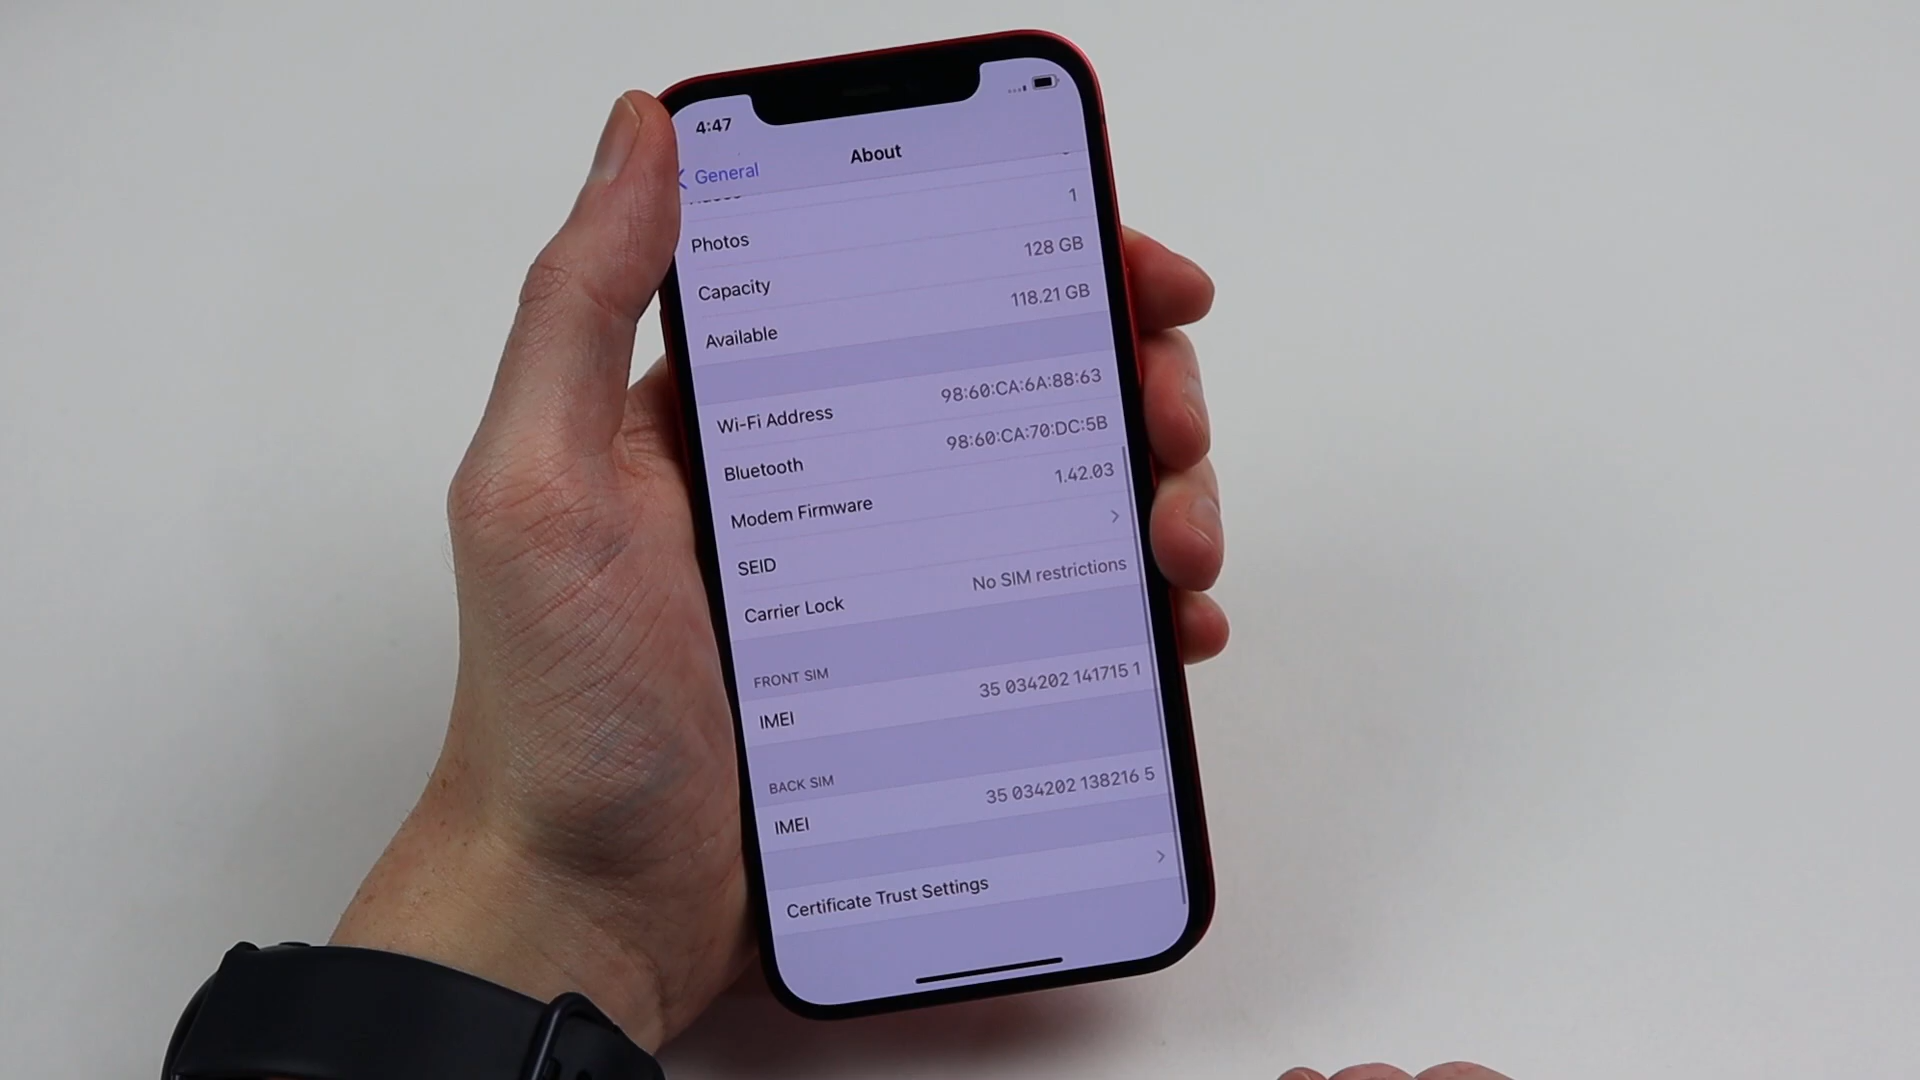 4:47
General
About
Photos 1
Capacity 128 GB
Available 118.21 GB
Wi-Fi Address 98:60:CA:6A:88:63
Bluetooth 98:60:CA:70:DC:5B
Modem Firmware 1.42.03
SEID
Carrier Lock No SIM restrictions
FRONT SIM
IMEI 35 034202 141715 1
BACK SIM
IMEI 35 034202 138216 5
Certificate Trust Settings